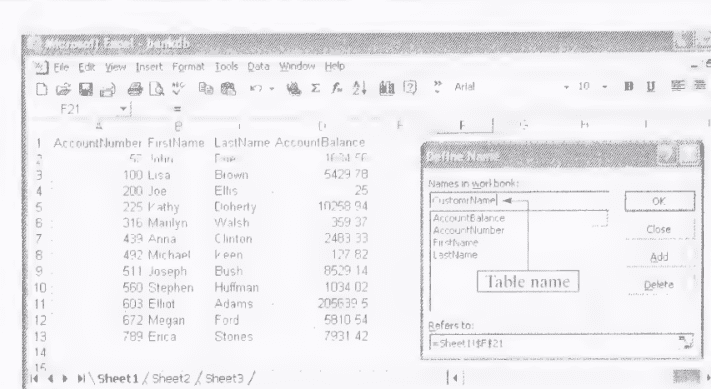 Microsoft Excel - bankdb
File Edit View Insert Format Tools Data Window Help
Arial 10 B U
F21 =
A B D E F G H I
1 AccountNumber FirstName LastName AccountBalance
2 57 John
3 100 Lisa Brown 5429.78
4 200 Joe Ellis 25
5 225 Kathy Doherty 10258.94
6 316 Marilyn Walsh 359.37
7 439 Anna Clinton 2483.33
8 492 Michael Keen 127.82
9 511 Joseph Bush 8529.14
10 560 Stephen Huffman 1034.02
11 603 Elliot Adams 205639.5
12 672 Megan Ford 5810.54
13 789 Erica Stones 7931.42
14
15
Sheet1 / Sheet2 / Sheet3 /
Define Name
Names in workbook:
OK
AccountBalance
AccountNumber
FirstName
LastName
Close
Add
Delete
Table name
Refers to:
=Sheet1!$F$21